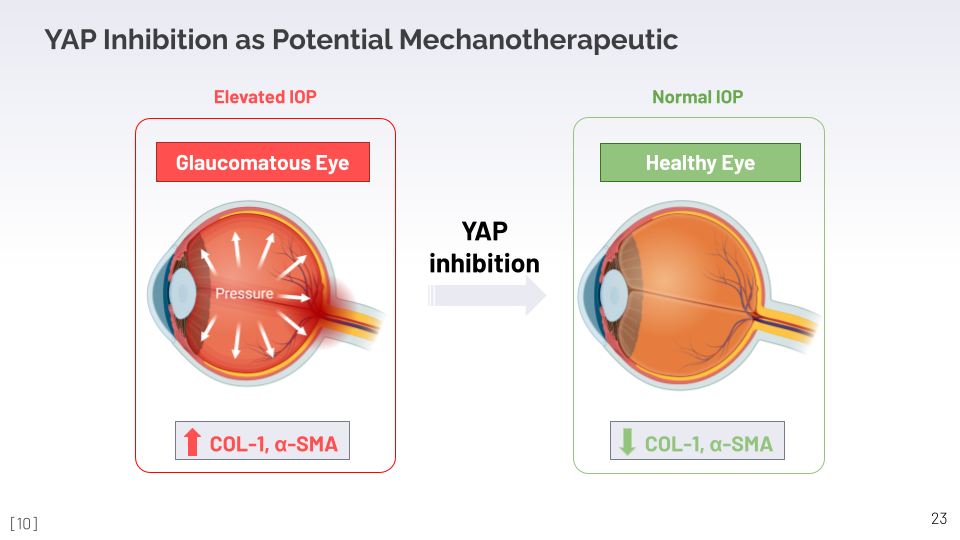 YAP Inhibition as Potential Mechanotherapeutic
Elevated IOP
Normal IOP
Glaucomatous Eye
Healthy Eye
YAP
inhibition
Pressure
COL-1, α-SMA
COL-1, α-SMA
[10]
23